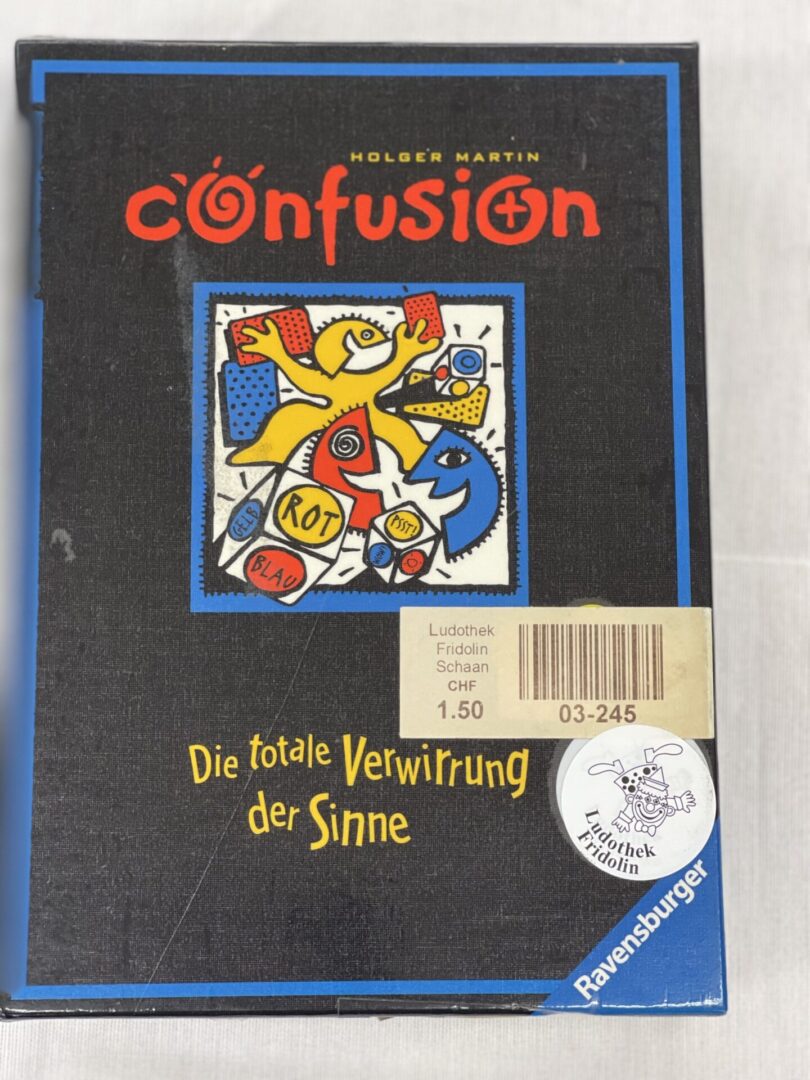 HOLGER MARTIN
confusion
GELB
ROT
BLAU
PSST!
Ludothek
Fridolin
Schaan
CHF
1.50
03-245
Die totale Verwirrung
der Sinne
Ludothek
Fridolin
Ravensburger